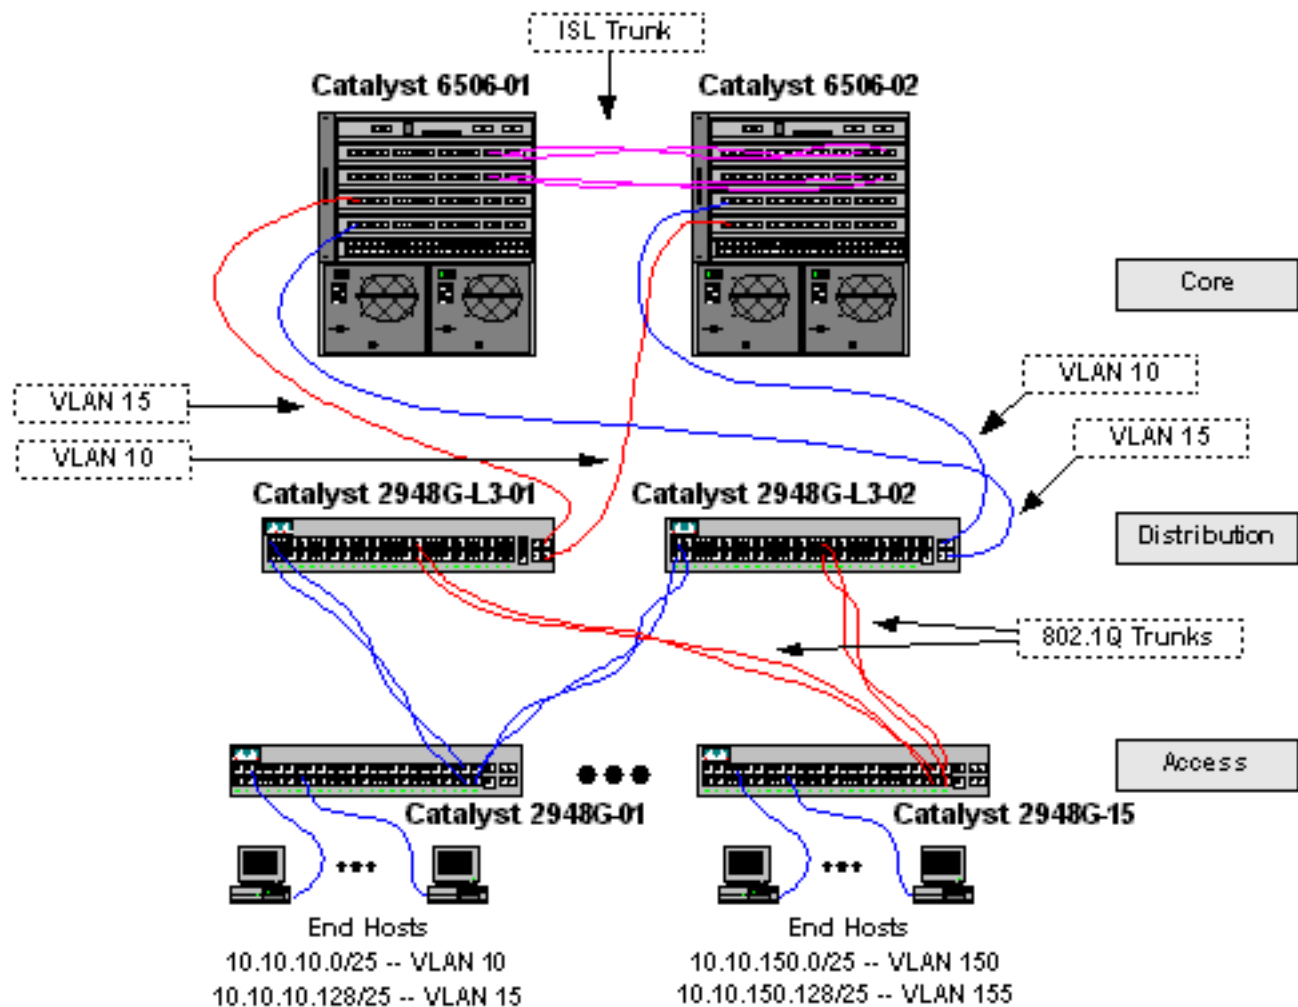 ISL Trunk
Catalyst 6506-01
Catalyst 6506-02
Core
VLAN 10
VLAN 15
VLAN 15
VLAN 10
Catalyst 2948G-L3-01
Catalyst 2948G-L3-02
Distribution
802.1Q Trunks
Access
Catalyst 2948G-01
Catalyst 2948G-15
End Hosts
10.10.10.0/25 -- VLAN 10
10.10.10.128/25 -- VLAN 15
End Hosts
10.10.150.0/25 -- VLAN 150
10.10.150.128/25 -- VLAN 155